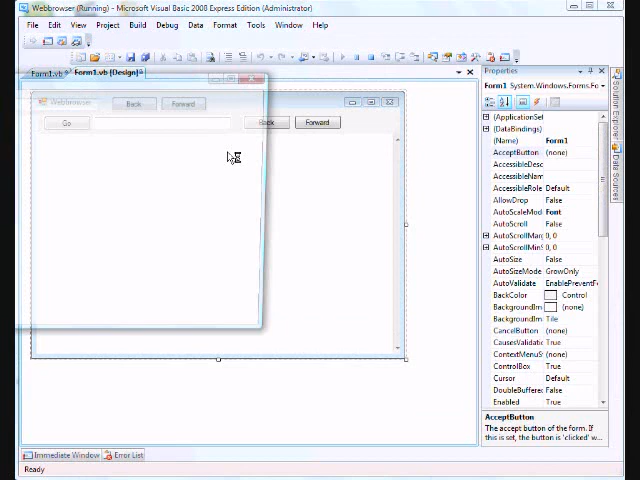 Webbrowser (Running) - Microsoft Visual Basic 2008 Express Edition (Administrator)
File Edit View Project Build Debug Data Format Tools Window Help
Form1.vb Form1.vb [Design]*
Webbrowser Back Forward
Go Back Forward
Properties
Form1 System.Windows.Forms.Fo
(ApplicationSet
(DataBindings)
(Name) Form1
AcceptButton (none)
AccessibleDesc
AccessibleNam
AccessibleRole Default
AllowDrop False
AutoScaleMod Font
AutoScroll False
AutoScrollMarg 0, 0
AutoScrollMinS 0, 0
AutoSize False
AutoSizeMode GrowOnly
AutoValidate EnablePreventFo
BackColor Control
BackgroundIm (none)
BackgroundIm Tile
CancelButton (none)
CausesValidatio True
ContextMenuS (none)
ControlBox True
Cursor Default
DoubleBuffered False
Enabled True
AcceptButton
The accept button of the form. If
this is set, the button is 'clicked' w...
Solution Explorer
Data Sources
Immediate Window Error List
Ready